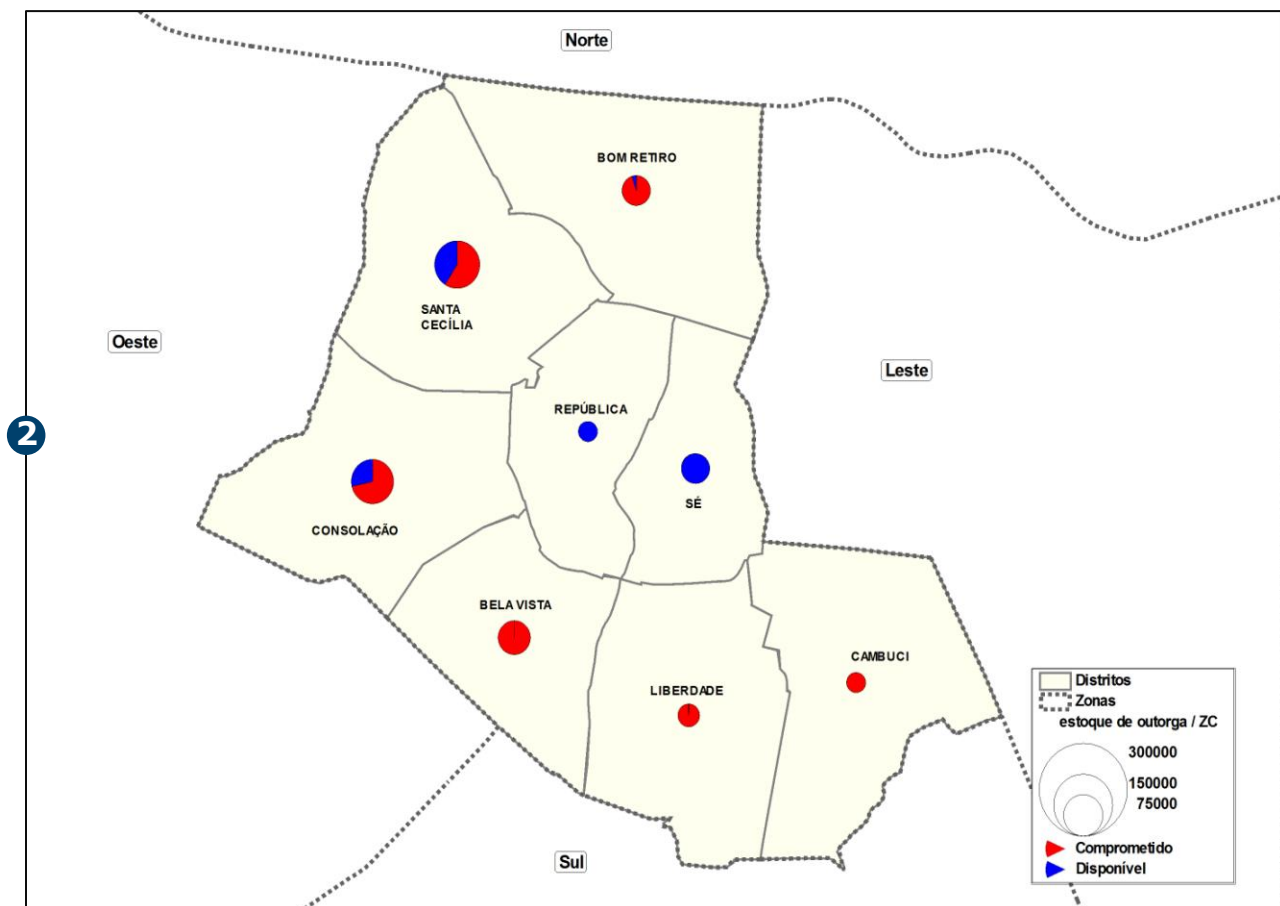 Norte
BOM RETIRO
SANTA
CECÍLIA
Oeste
Leste
REPÚBLICA
2
SÉ
CONSOLAÇÃO
BELA VISTA
CAMBUCI
LIBERDADE
Sul
Distritos
Zonas
estoque de outorga / ZC
300000
150000
75000
Comprometido
Disponível